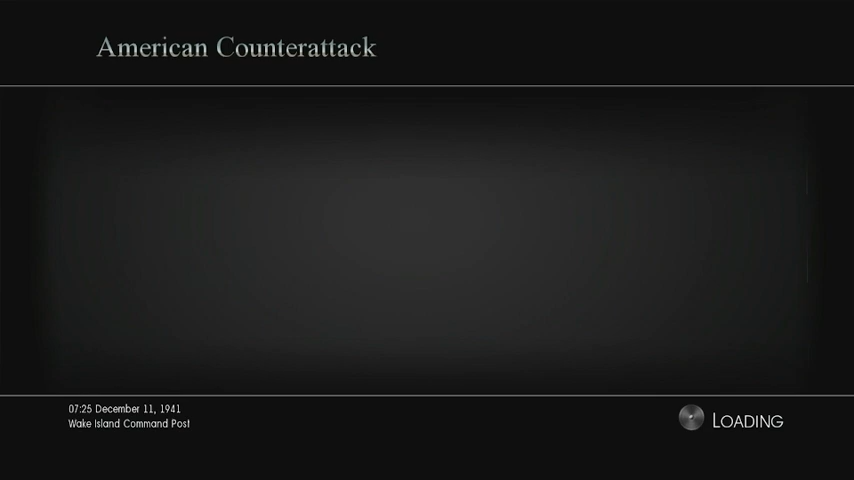 American Counterattack
07:25 December 11, 1941
Wake Island Command Post
LOADING